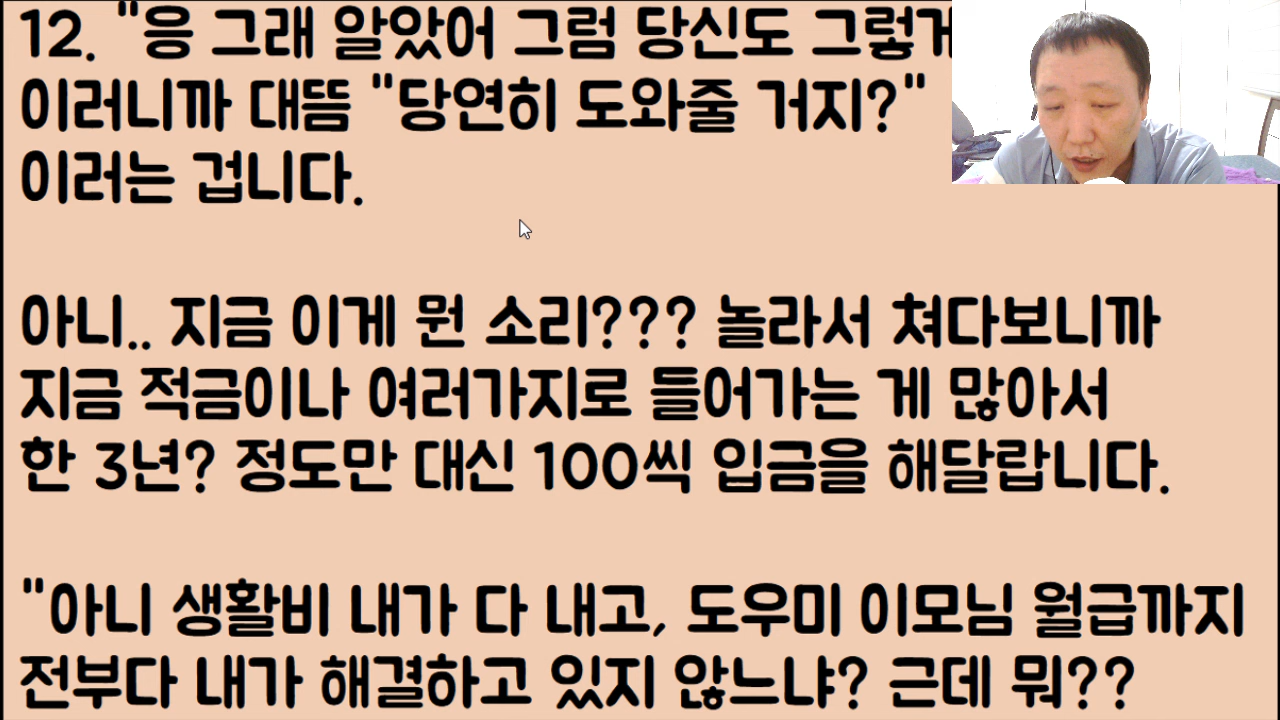 12. "응 그래 알았어 그럼 당신도
이러니까 대뜸 "당연히 도와줄 거지?"
이러는 겁니다.
아니.. 지금 이게 뭔 소리??? 놀라서 쳐다보니까
지금 적금이나 여러가지로 들어가는 게 많아서
한 3년? 정도만 대신 100씩 입금을 해달랍니다.
"아니 생활비 내가 다 내고, 도우미 이모님 월급까지
전부다 내가 해결하고 있지 않느냐? 근데 뭐??